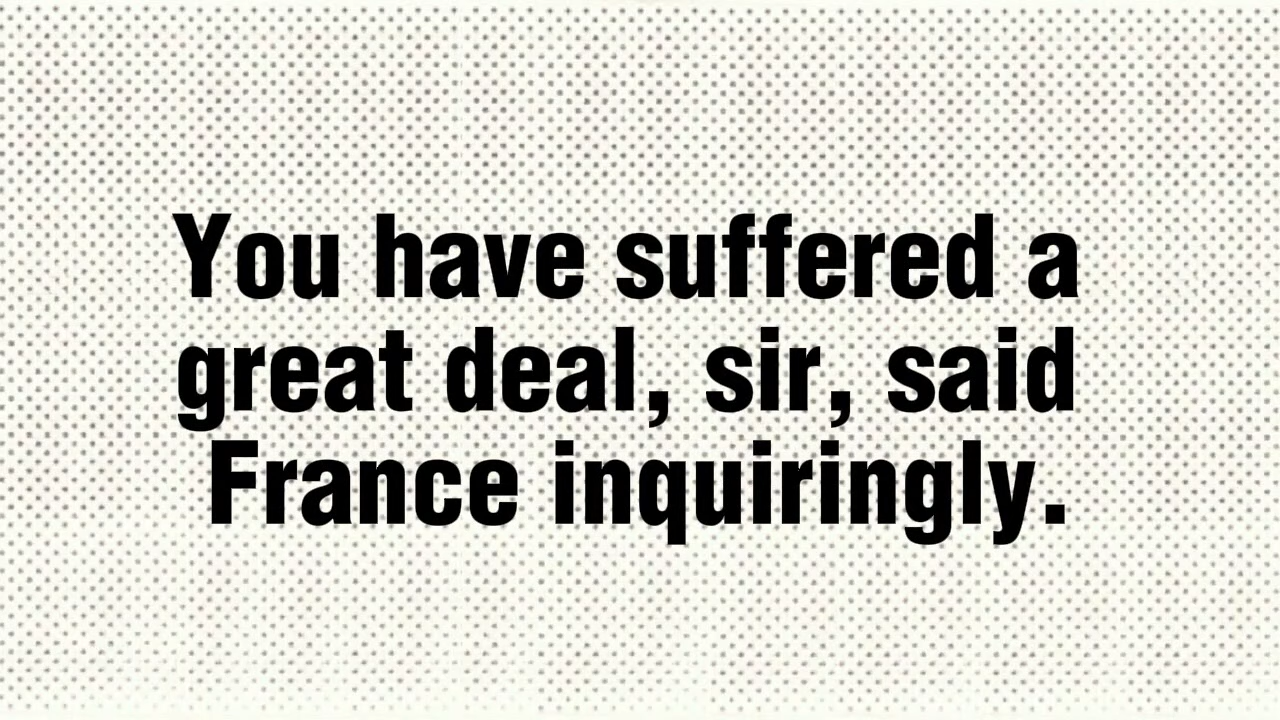 You have suffered a
great deal, sir, said
France inquiringly.